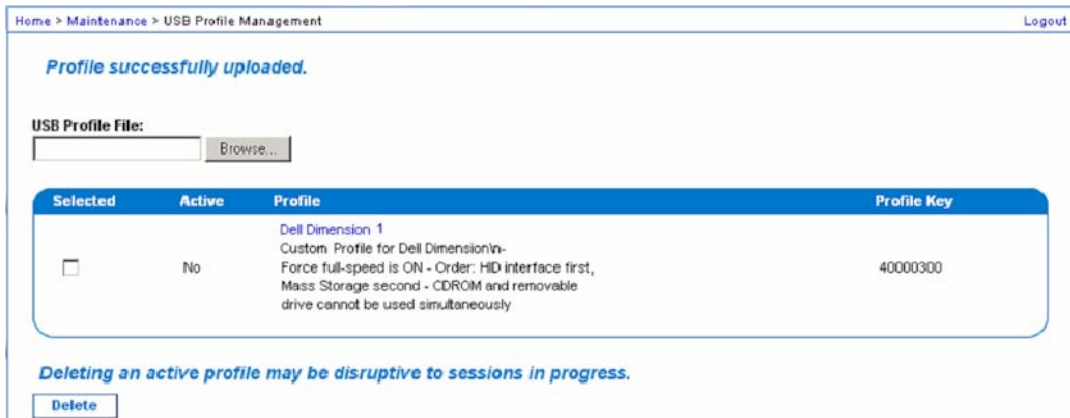 Home > Maintenance > USB Profile Management Logout
Profile successfully uploaded.
USB Profile File:
Browse...
Selected Active Profile Profile Key
Dell Dimension 1
Custom Profile for Dell Dimension\n-
Force full-speed is ON - Order: HID interface first,
No 40000300
Mass Storage second - CDROM and removable
drive cannot be used simultaneously
Deleting an active profile may be disruptive to sessions in progress.
Delete